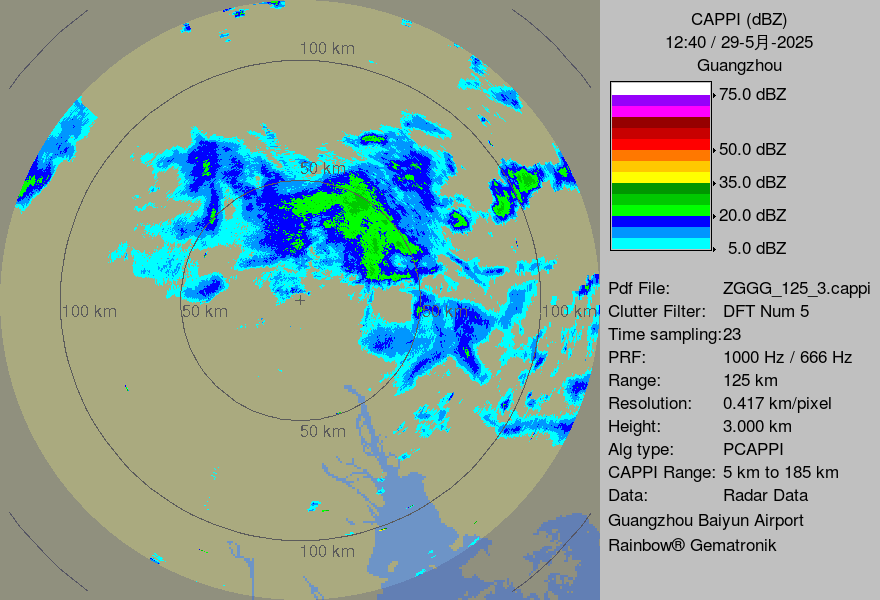 100 km
50 km
100 km
50 km
50 km
100 km
50 km
100 km
CAPPI (dBZ)
12:40 / 29-5月-2025
Guangzhou
75.0 dBZ
50.0 dBZ
35.0 dBZ
20.0 dBZ
5.0 dBZ
Pdf File: ZGGG_125_3.cappi
Clutter Filter: DFT Num 5
Time sampling:23
PRF: 1000 Hz / 666 Hz
Range: 125 km
Resolution: 0.417 km/pixel
Height: 3.000 km
Alg type: PCAPPI
CAPPI Range: 5 km to 185 km
Data: Radar Data
Guangzhou Baiyun Airport
Rainbow® Gematronik